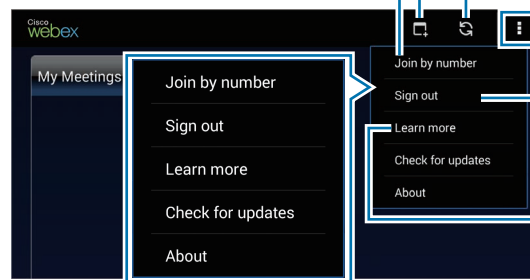 Cisco
webex
My Meetings
Join by number
Sign out
Learn more
Check for updates
About
Join by number
Sign out
Learn more
Check for updates
About